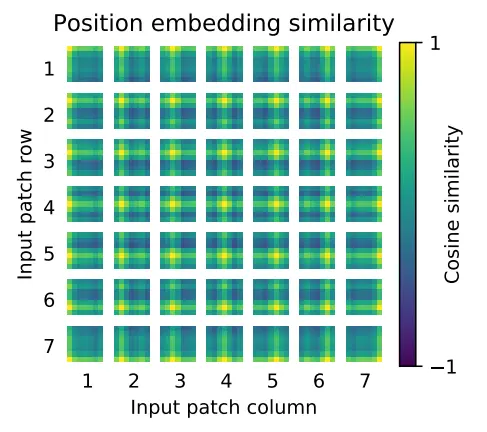 Position embedding similarity
1
2
3
4
5
6
7
Input patch row
1 2 3 4 5 6 7
Input patch column
1
−1
Cosine similarity